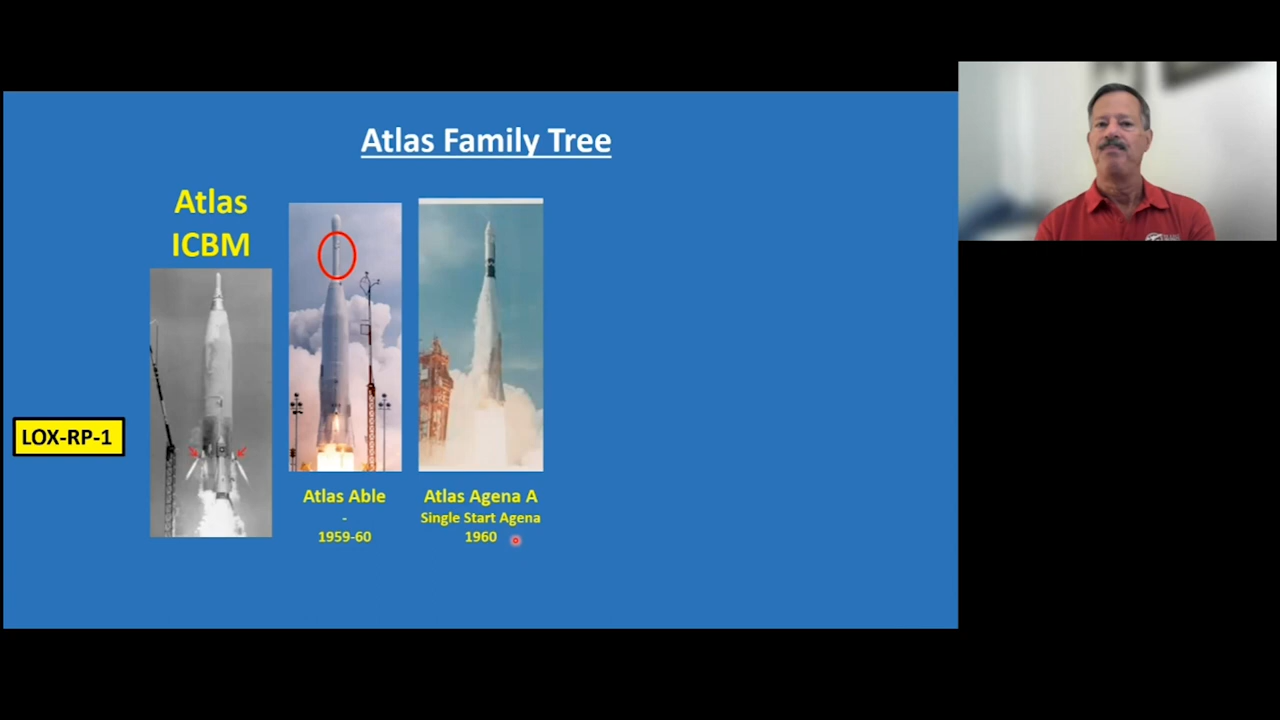 Atlas Family Tree
Atlas
ICBM
LOX-RP-1
Atlas Able
-
1959-60
Atlas Agena A
Single Start Agena
1960